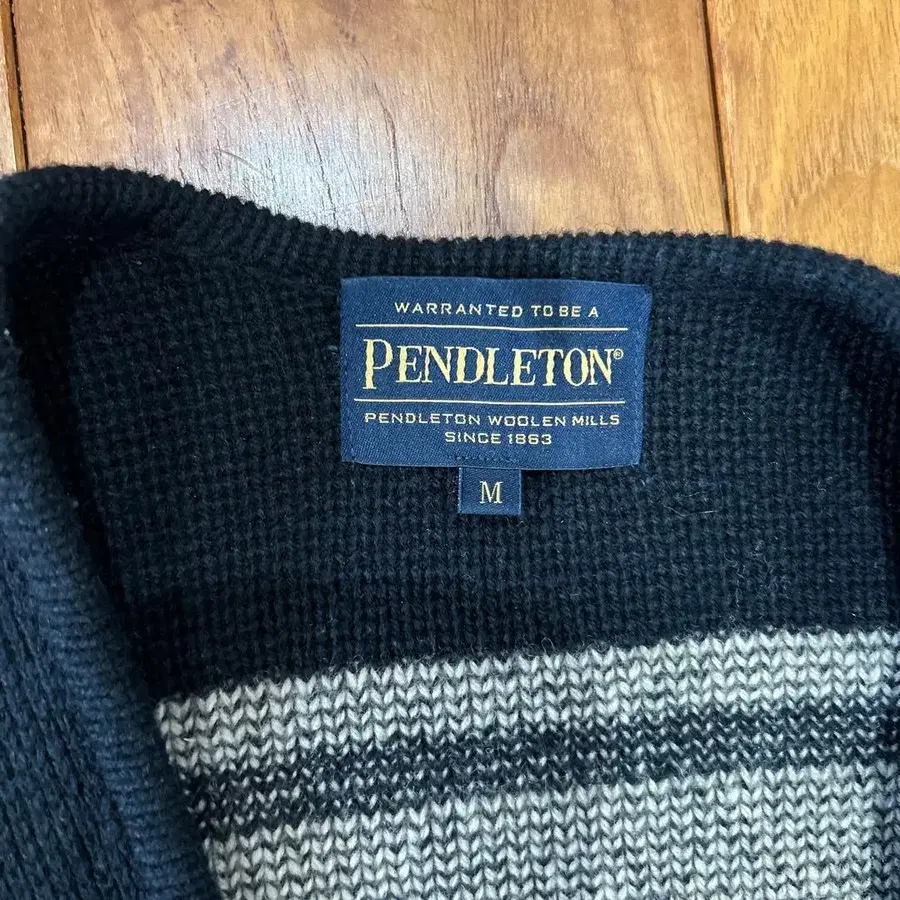 WARRANTED TO BE A
PENDLETON®
PENDLETON WOOLEN MILLS
SINCE 1863
M